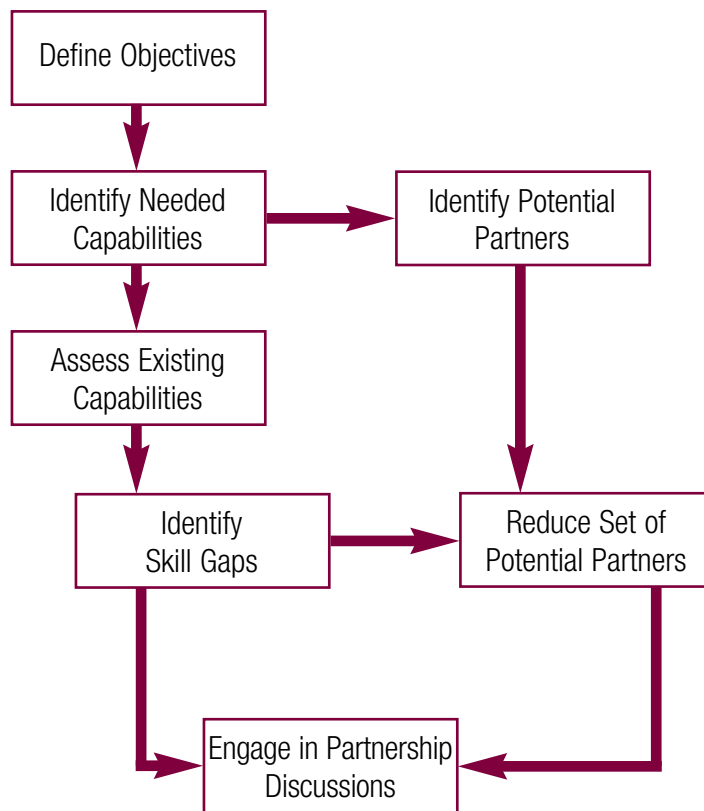 Define Objectives
Identify Needed
Capabilities
Identify Potential
Partners
Assess Existing
Capabilities
Identify
Skill Gaps
Reduce Set of
Potential Partners
Engage in Partnership
Discussions